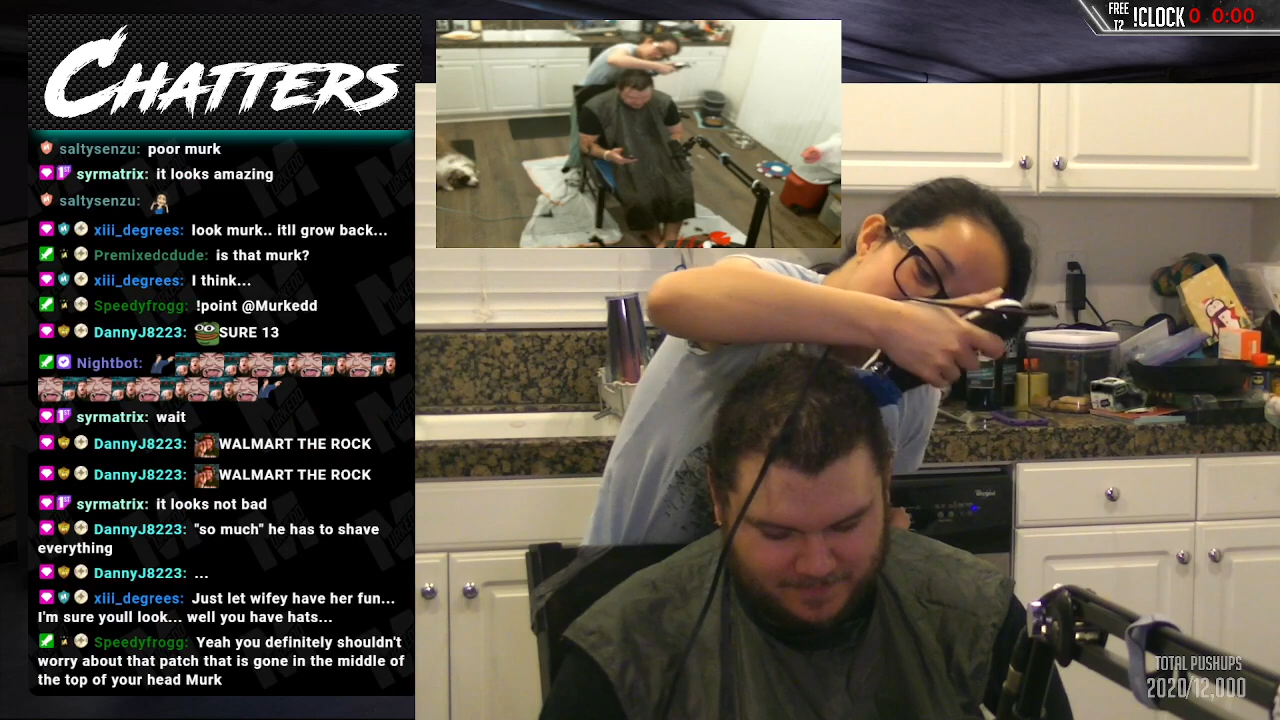 CHATTERS
saltysenzu: poor murk
1ST syrmatrix: it looks amazing
saltysenzu:
xiii_degrees: look murk.. itll grow back...
Premixedcdude: is that murk?
xiii_degrees: I think...
Speedyfrogg: !point @Murkedd
DannyJ8223: SURE 13
Nightbot:
1ST syrmatrix: wait
DannyJ8223: WALMART THE ROCK
DannyJ8223: WALMART THE ROCK
1ST syrmatrix: it looks not bad
DannyJ8223: "so much" he has to shave
everything
DannyJ8223: ...
xiii_degrees: Just let wifey have her fun...
I'm sure youll look... well you have hats...
Speedyfrogg: Yeah you definitely shouldn't
worry about that patch that is gone in the middle of
the top of your head Murk
FREE
T2
!CLOCK 0 0:00
Whirlpool
TOTAL PUSHUPS
2020/12,000